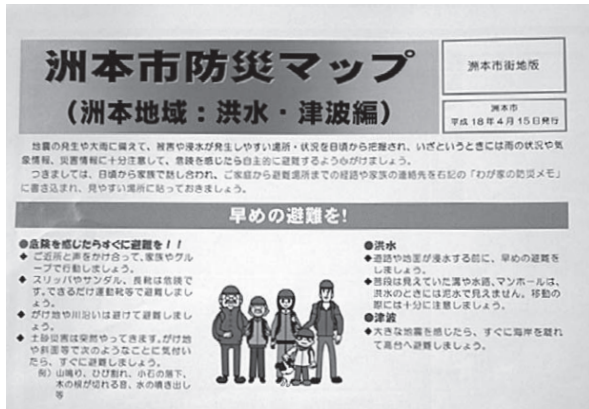 洲本市防災マップ
（洲本地域：洪水・津波編）
洲本市街地版
洲本市
平成18年4月15日発行
地震の発生や大雨に備えて、被害や浸水が発生しやすい場所・状況を日頃から把握され、いざというときには雨の状況や気
象情報、災害情報に十分注意して、危険を感じたら自主的に避難するよう心がけましょう。
つきましては、日頃から家族で話し合われ、ご家庭から避難場所までの経路や家族の連絡先を右記の「わが家の防災メモ」
に書き込まれ、見やすい場所に貼っておきましょう。
早めの避難を!
●危険を感じたらすぐに避難を！！
◆ ご近所と声をかけ合って、家族やグル
ープで行動しましょう。
◆ スリッパやサンダル、長靴は危険で
す。できるだけ運動靴等で避難しまし
ょう。
◆ がけ地や川沿いは避けて避難しまし
ょう。
◆ 土砂災害は突然やってきます。がけ地
や斜面等で次のようなことに気付い
たら、すぐに避難しましょう。
例）山鳴り、ひび割れ、小石の落下、
木の根が切れる音、水の噴き出し
等
●洪水
◆道路や地面が浸水する前に、早めの避難を
しましょう。
◆普段は見えていた溝や水路、マンホールは、
洪水のときには泥水で見えません。移動の
際には十分に注意しましょう。
●津波
◆大きな地震を感じたら、すぐに海岸を離れ
て高台へ避難しましょう。